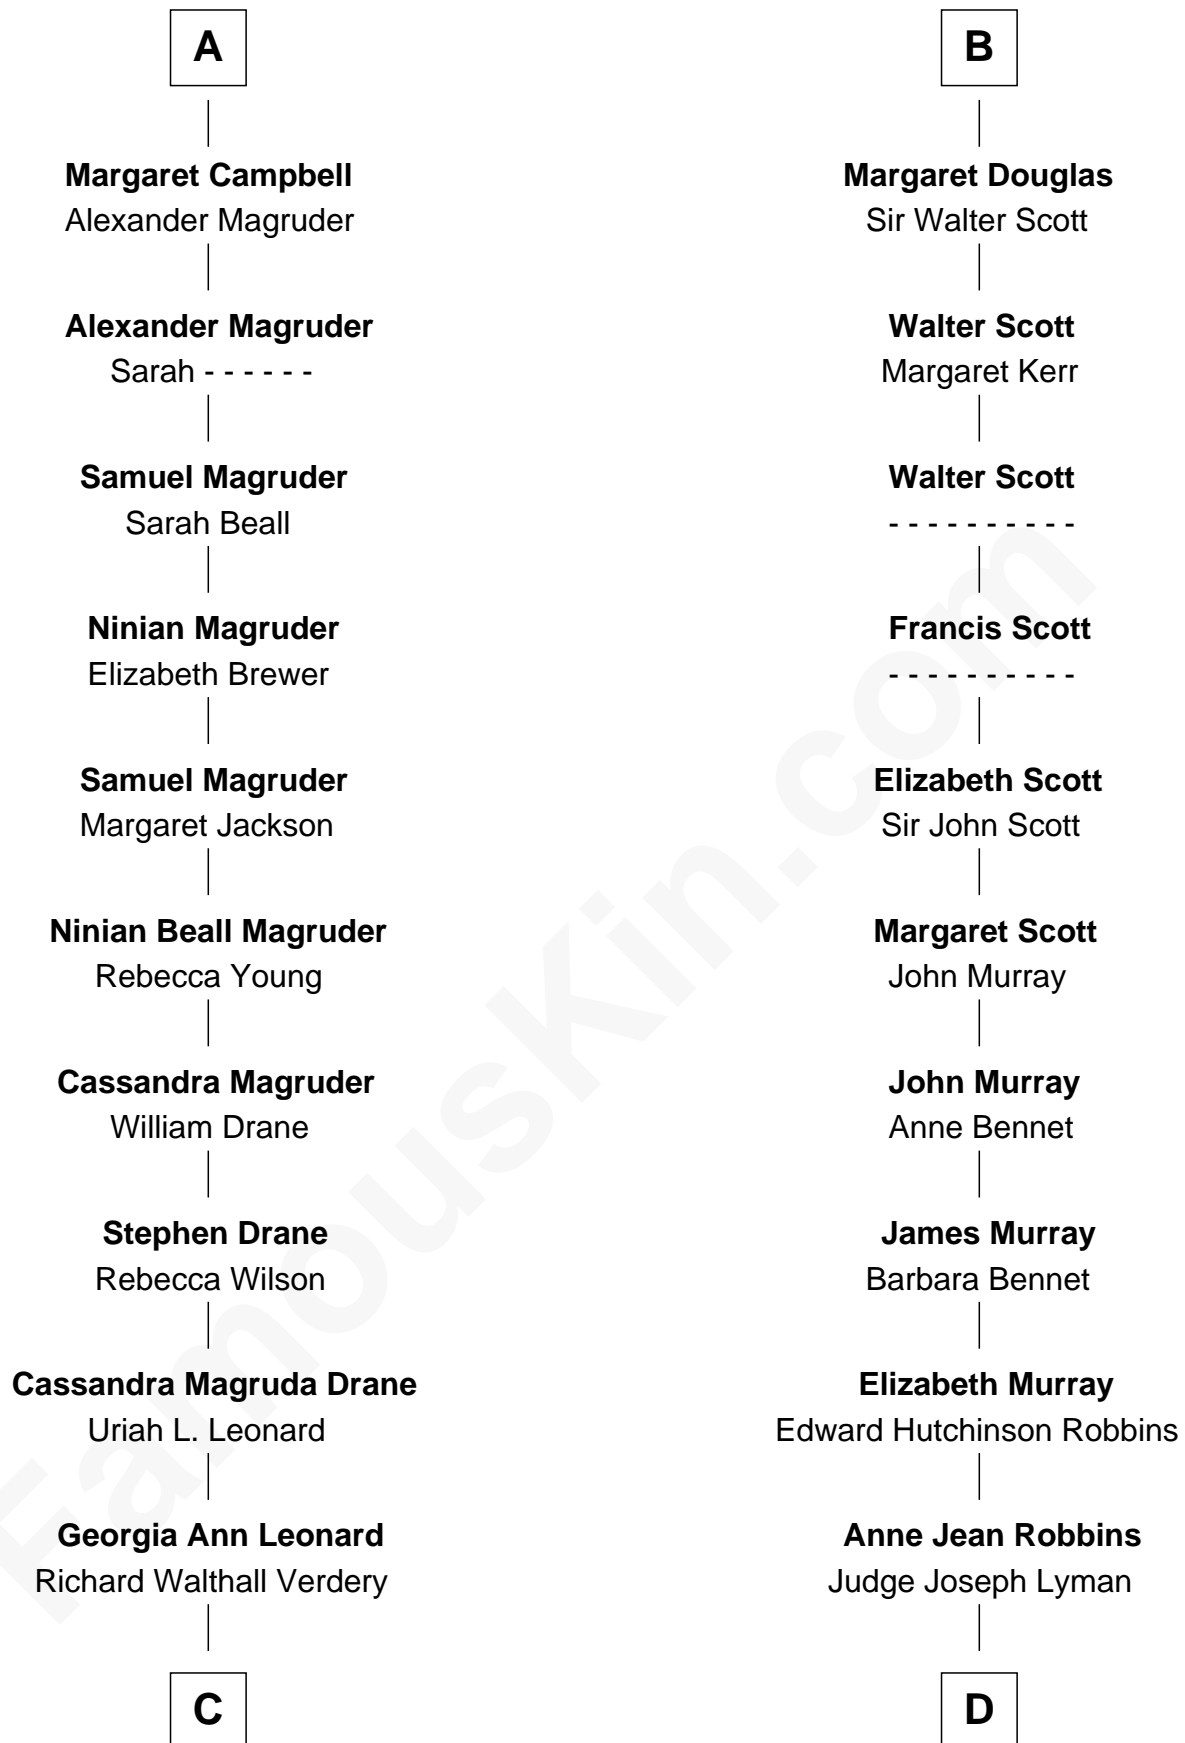 A
Margaret Campbell
Alexander Magruder
Alexander Magruder
Sarah - - - - - -
Samuel Magruder
Sarah Beall
Ninian Magruder
Elizabeth Brewer
Samuel Magruder
Margaret Jackson
Ninian Beall Magruder
Rebecca Young
Cassandra Magruder
William Drane
Stephen Drane
Rebecca Wilson
Cassandra Magruda Drane
Uriah L. Leonard
Georgia Ann Leonard
Richard Walthall Verdery
C
B
Margaret Douglas
Sir Walter Scott
Walter Scott
Margaret Kerr
Walter Scott
- - - - - - - - - -
Francis Scott
- - - - - - - - - -
Elizabeth Scott
Sir John Scott
Margaret Scott
John Murray
John Murray
Anne Bennet
James Murray
Barbara Bennet
Elizabeth Murray
Edward Hutchinson Robbins
Anne Jean Robbins
Judge Joseph Lyman
D
FamousKin.com